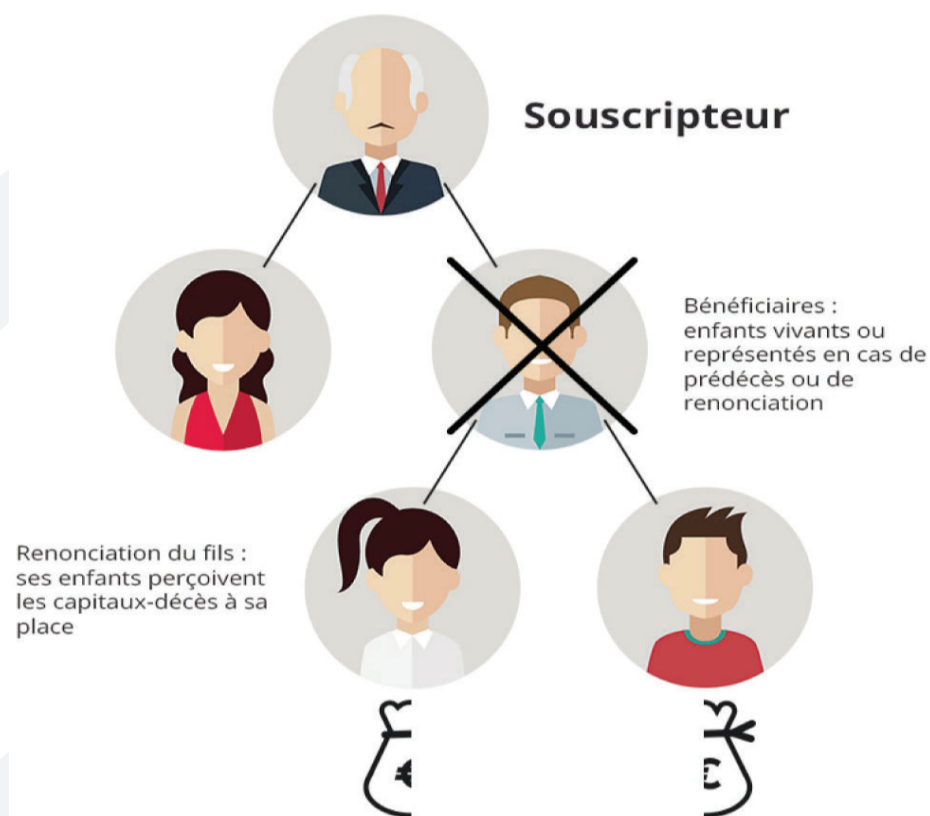 Souscripteur
Bénéficiaires :
enfants vivants ou
représentés en cas de
prédécès ou de
renonciation
Renonciation du fils :
ses enfants perçoivent
les capitaux-décès à sa
place
€
€